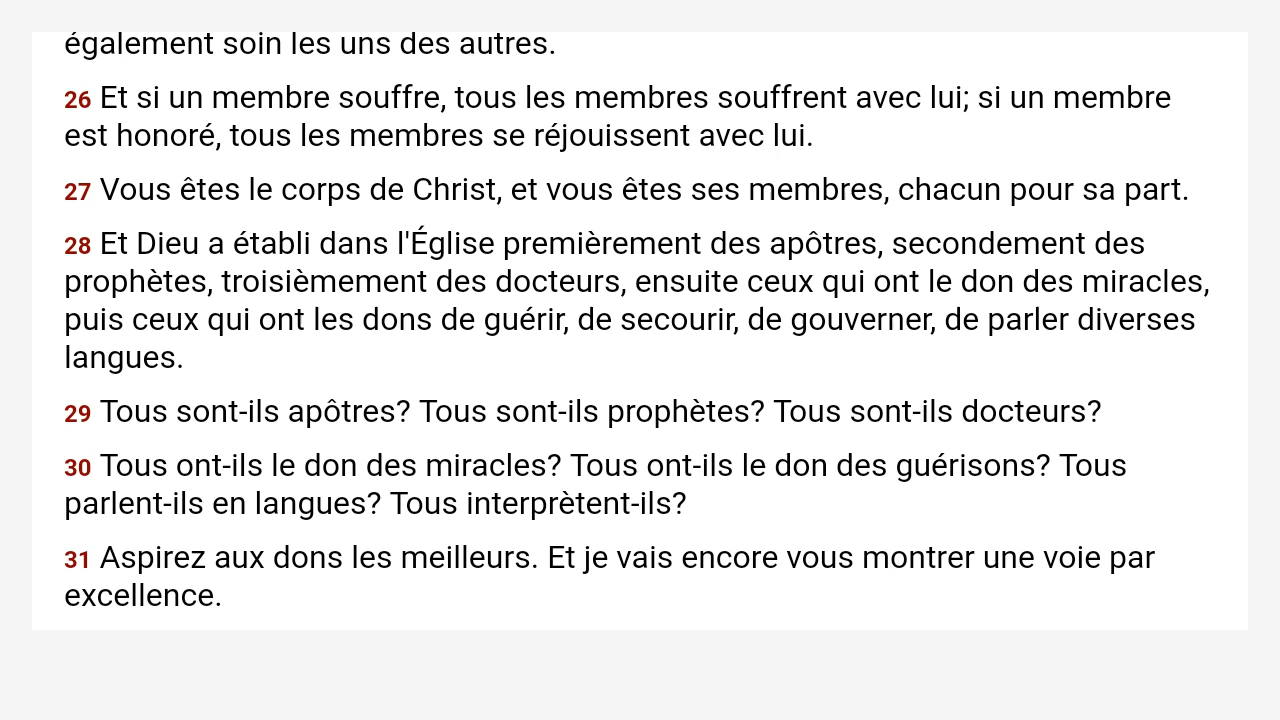 également soin les uns des autres.
26 Et si un membre souffre, tous les membres souffrent avec lui; si un membre
est honoré, tous les membres se réjouissent avec lui.
27 Vous êtes le corps de Christ, et vous êtes ses membres, chacun pour sa part.
28 Et Dieu a établi dans l'Église premièrement des apôtres, secondement des
prophètes, troisièmement des docteurs, ensuite ceux qui ont le don des miracles,
puis ceux qui ont les dons de guérir, de secourir, de gouverner, de parler diverses
langues.
29 Tous sont-ils apôtres? Tous sont-ils prophètes? Tous sont-ils docteurs?
30 Tous ont-ils le don des miracles? Tous ont-ils le don des guérisons? Tous
parlent-ils en langues? Tous interprètent-ils?
31 Aspirez aux dons les meilleurs. Et je vais encore vous montrer une voie par
excellence.